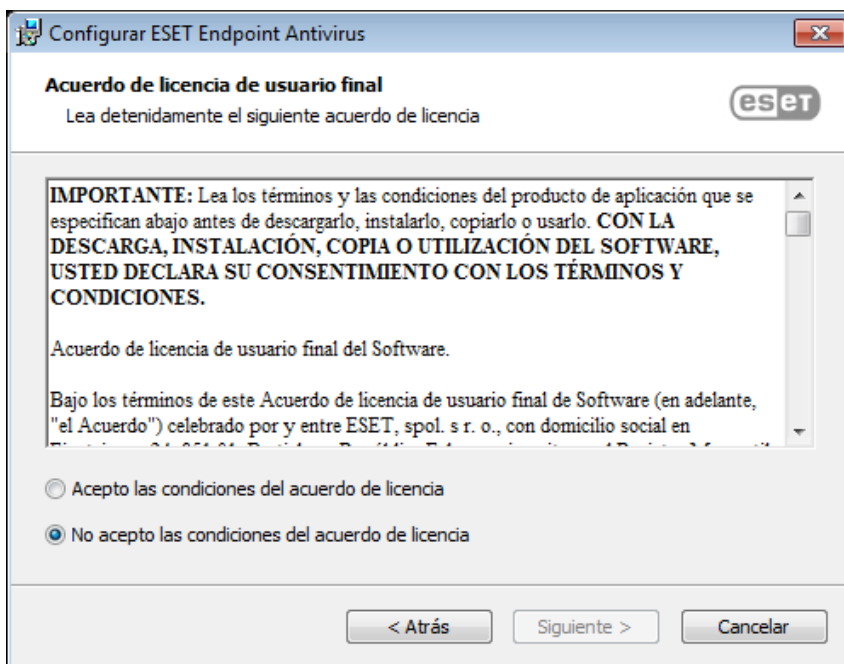 Configurar ESET Endpoint Antivirus
Acuerdo de licencia de usuario final
Lea detenidamente el siguiente acuerdo de licencia
eseT
IMPORTANTE: Lea los términos y las condiciones del producto de aplicación que se
especifican abajo antes de descargarlo, instalarlo, copiarlo o usarlo. CON LA
DESCARGA, INSTALACIÓN, COPIA O UTILIZACIÓN DEL SOFTWARE,
USTED DECLARA SU CONSENTIMIENTO CON LOS TÉRMINOS Y
CONDICIONES.
Acuerdo de licencia de usuario final del Software.
Bajo los términos de este Acuerdo de licencia de usuario final de Software (en adelante,
"el Acuerdo") celebrado por y entre ESET, spol. s r. o., con domicilio social en
Acepto las condiciones del acuerdo de licencia
No acepto las condiciones del acuerdo de licencia
< Atrás
Siguiente >
Cancelar